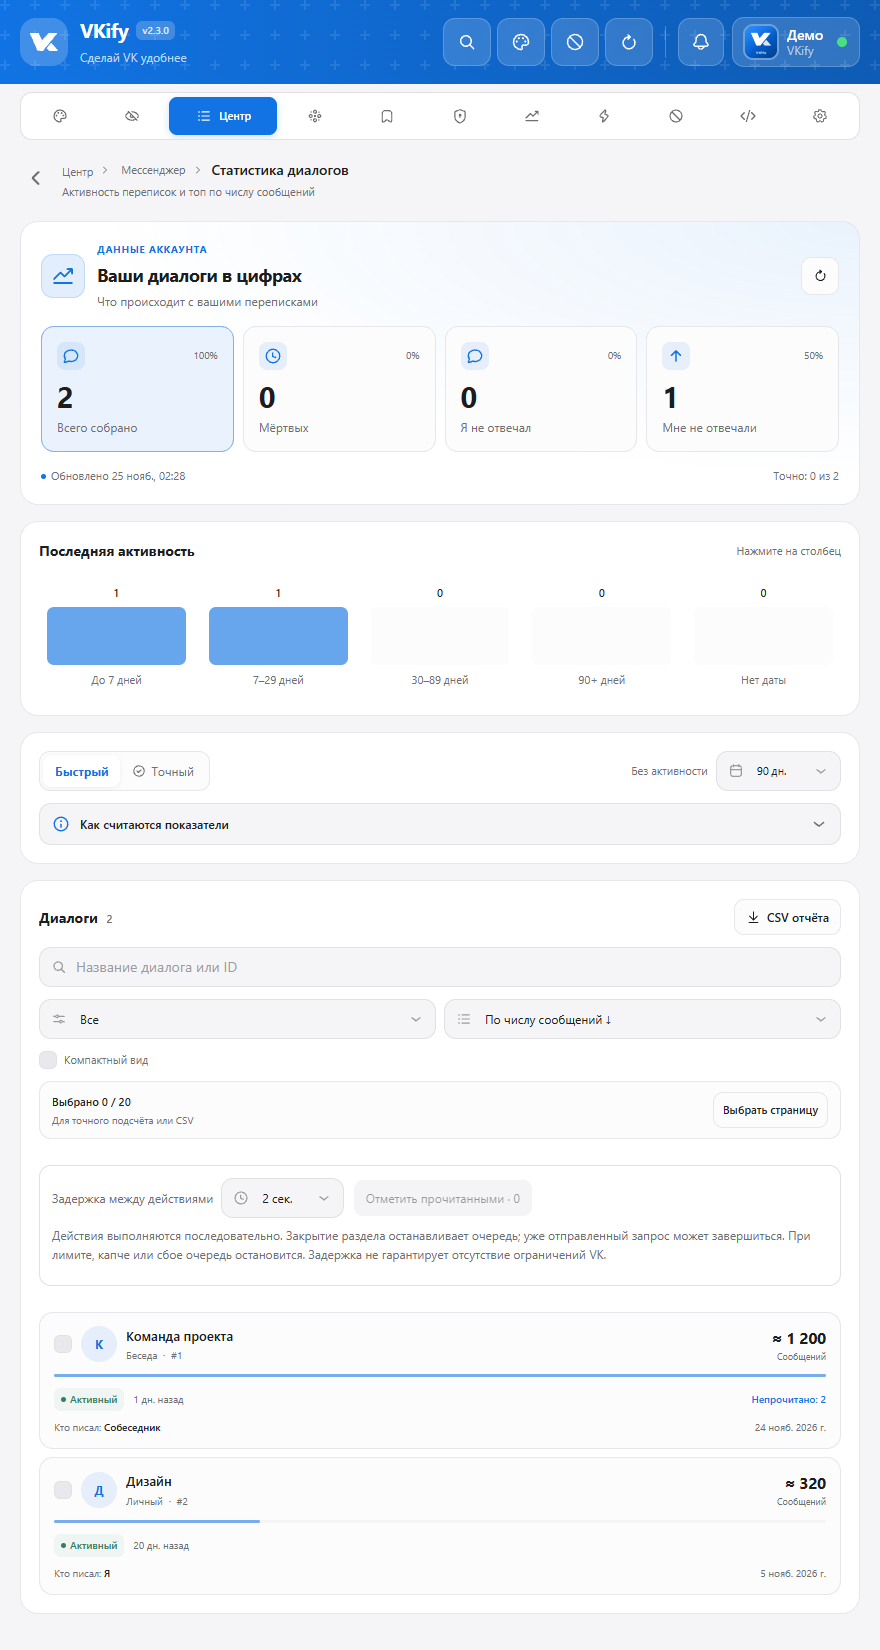 VKify v2.3.0
Сделай VK удобнее
Демо
VKify
Центр
Центр > Мессенджер > Статистика диалогов
Активность переписок и топ по числу сообщений
ДАННЫЕ АККАУНТА
Ваши диалоги в цифрах
Что происходит с вашими переписками
100%
2
Всего собрано
0%
0
Мёртвых
0%
0
Я не отвечал
50%
1
Мне не отвечали
Обновлено 25 нояб., 02:28
Точно: 0 из 2
Последняя активность
Нажмите на столбец
1 1 0 0 0
До 7 дней 7–29 дней 30–89 дней 90+ дней Нет даты
Быстрый Точный
Без активности 90 дн.
Как считаются показатели
Диалоги 2
CSV отчёта
Название диалога или ID
Все
По числу сообщений ↓
Компактный вид
Выбрано 0 / 20
Для точного подсчёта или CSV
Выбрать страницу
Задержка между действиями 2 сек. Отметить прочитанными · 0
Действия выполняются последовательно. Закрытие раздела останавливает очередь; уже отправленный запрос может завершиться. При
лимите, капче или сбое очередь остановится. Задержка не гарантирует отсутствие ограничений VK.
К
Команда проекта
Беседа · #1
≈ 1 200
Сообщений
Активный 1 дн. назад
Непрочитано: 2
Кто писал: Собеседник
24 нояб. 2026 г.
Д
Дизайн
Личный · #2
≈ 320
Сообщений
Активный 20 дн. назад
Кто писал: Я
5 нояб. 2026 г.